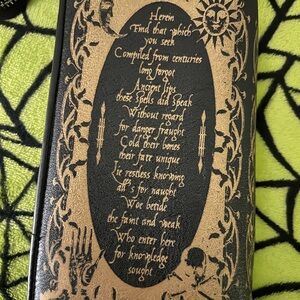 Herein
Find that which
you seek
Compiled from centuries
long forgot
Ancient lips
these Spells did speak
Without regard
for danger fraught
Cold their bones
their fate unique
lie restless knowing
all's for naught
Woe betide
the faint and weak
Who enter here
for knowledge
sought